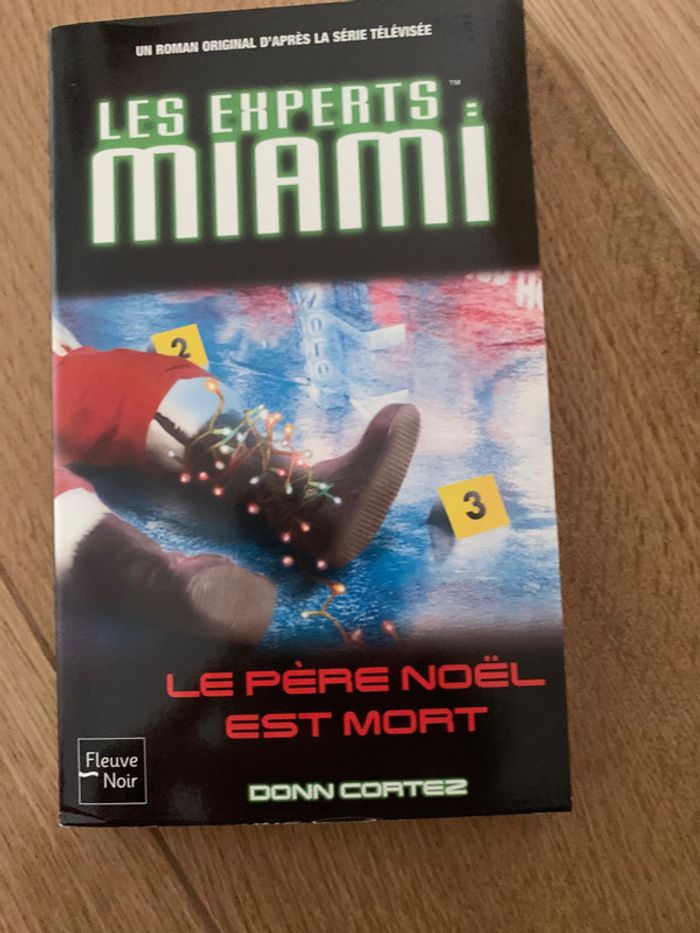 UN ROMAN ORIGINAL D'APRÈS LA SÉRIE TÉLÉVISÉE
LES EXPERTS™
MIAMI
2
3
LE PÈRE NOËL
EST MORT
Fleuve
Noir
DONN CORTEZ